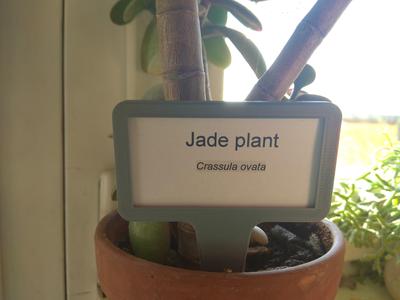 Jade plant
Crassula ovata